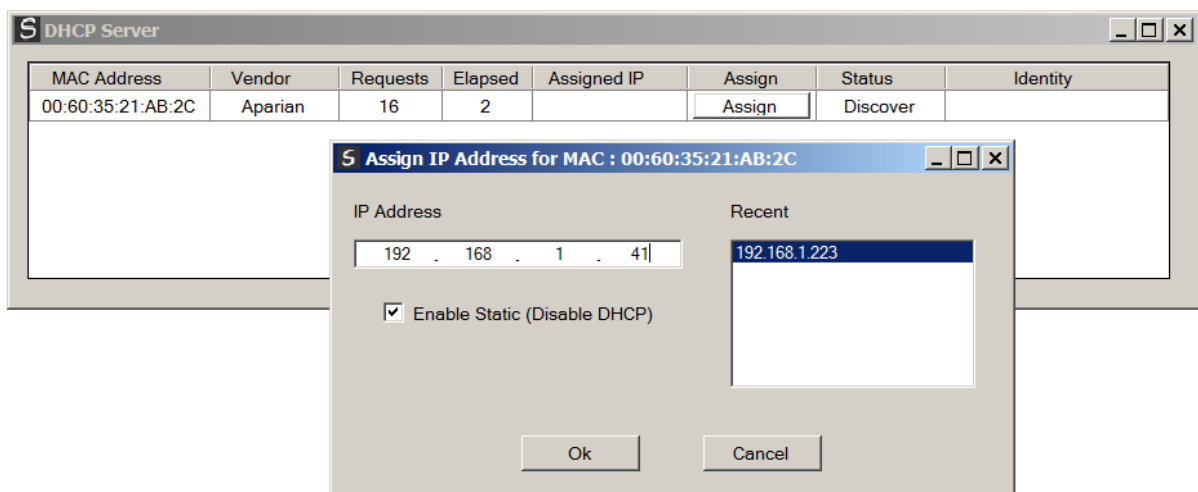 S DHCP Server
MAC Address Vendor Requests Elapsed Assigned IP Assign Status Identity
00:60:35:21:AB:2C Aparian 16 2 Assign Discover
S Assign IP Address for MAC : 00:60:35:21:AB:2C
IP Address Recent
192 . 168 . 1 . 41 192.168.1.223
Enable Static (Disable DHCP)
Ok Cancel